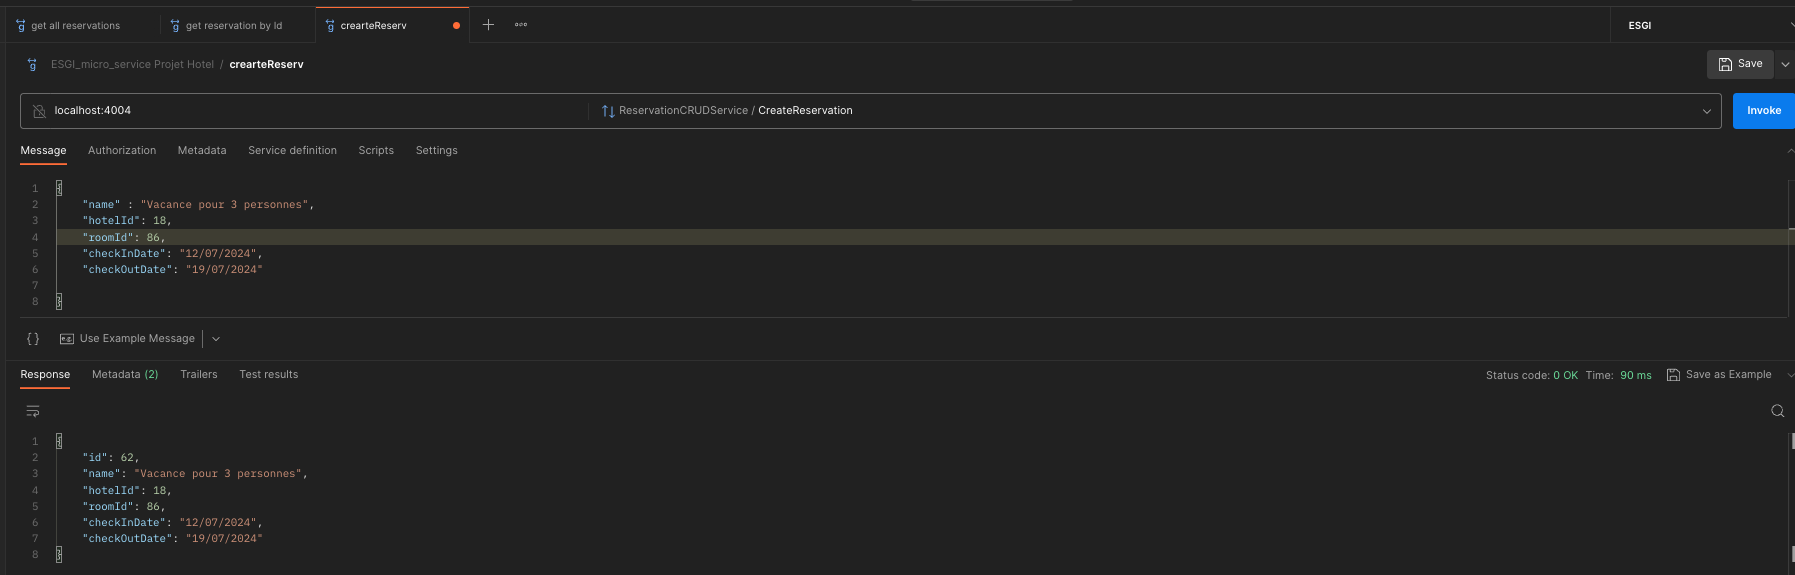 get all reservations
get reservation by Id
crearteReserv
ESGI
ESGI_micro_service Projet Hotel / crearteReserv
Save
localhost:4004
ReservationCRUDService / CreateReservation
Invoke
Message Authorization Metadata Service definition Scripts Settings
1 {
2 "name" : "Vacance pour 3 personnes",
3 "hotelId": 18,
4 "roomId": 86,
5 "checkInDate": "12/07/2024",
6 "checkOutDate": "19/07/2024"
7
8 }
{} Use Example Message
Response Metadata (2) Trailers Test results
Status code: 0 OK Time: 90 ms Save as Example
1 {
2 "id": 62,
3 "name": "Vacance pour 3 personnes",
4 "hotelId": 18,
5 "roomId": 86,
6 "checkInDate": "12/07/2024",
7 "checkOutDate": "19/07/2024"
8 }